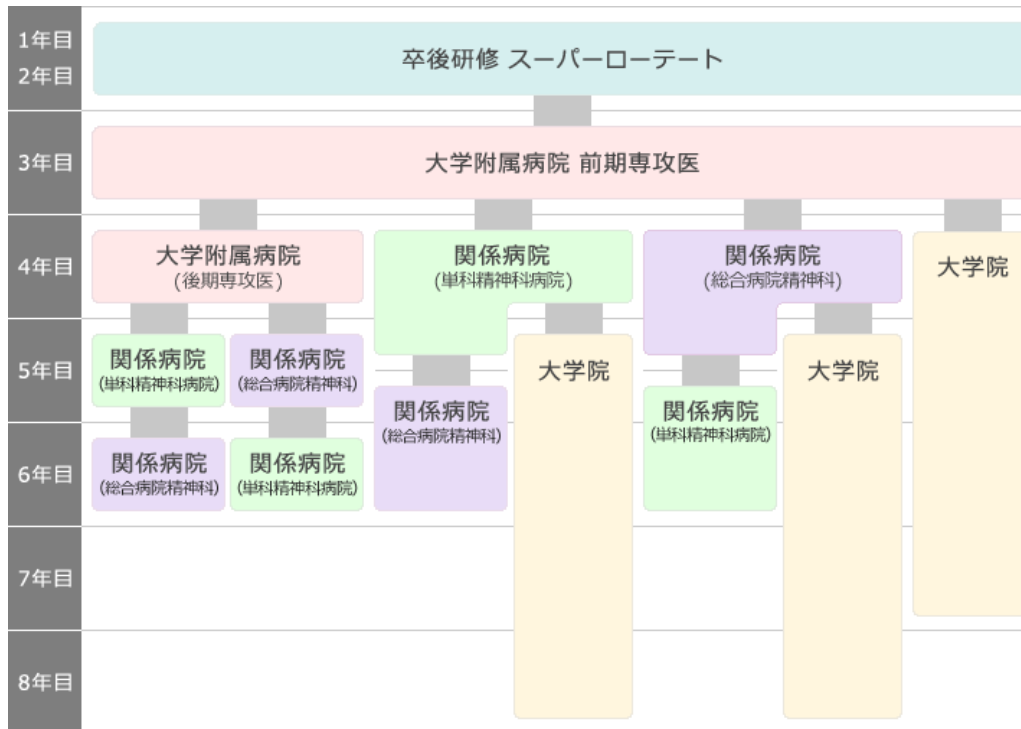 1年目
2年目
卒後研修 スーパーローテート
3年目
大学附属病院 前期専攻医
4年目
大学附属病院
(後期専攻医)
関係病院
(単科精神科病院)
関係病院
(総合病院精神科)
大学院
5年目
関係病院
(単科精神科病院)
関係病院
(総合病院精神科)
大学院
大学院
関係病院
(総合病院精神科)
関係病院
(単科精神科病院)
6年目
関係病院
(総合病院精神科)
関係病院
(単科精神科病院)
7年目
8年目